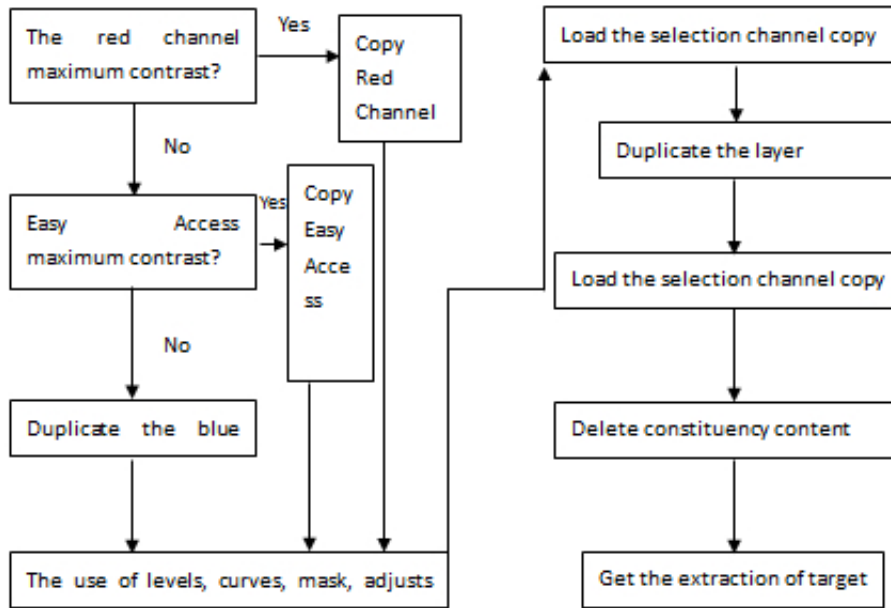 The red channel
maximum contrast?
Yes
Copy
Red
Channel
No
Easy Access
maximum contrast?
Yes
Copy
Easy
Acce
ss
No
Duplicate the blue
The use of levels, curves, mask, adjusts
Load the selection channel copy
Duplicate the layer
Load the selection channel copy
Delete constituency content
Get the extraction of target